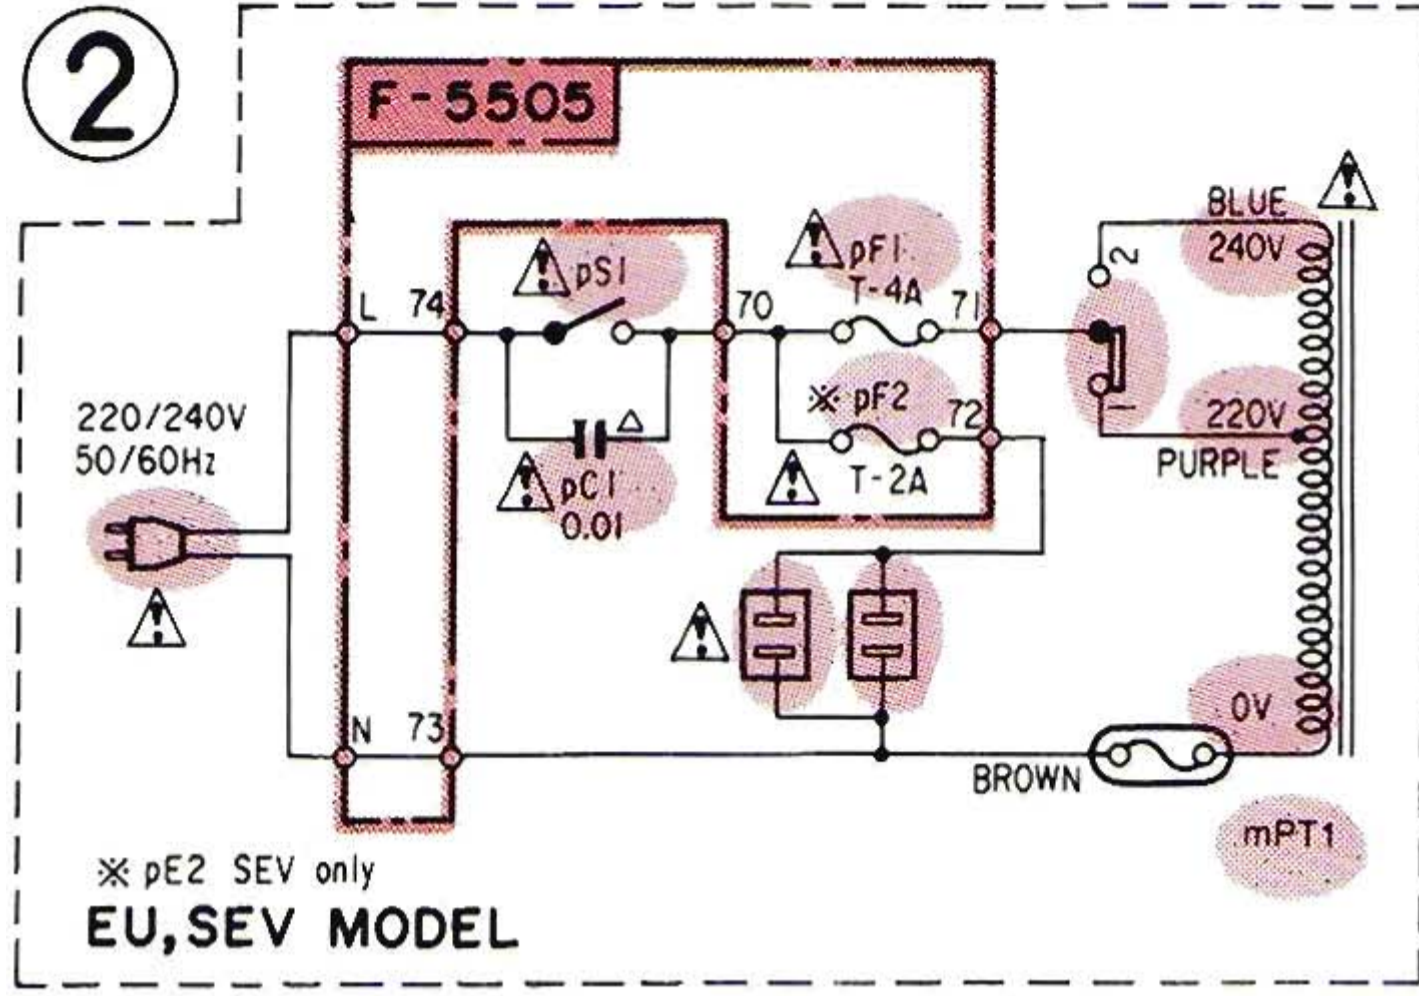 2
F-5505
BLUE
240V
2
pS1
pF1
T-4A
L
74
70
71
※ pF2
72
1
220V
PURPLE
220/240V
50/60Hz
pC1
0.01
T-2A
0V
N
73
BROWN
mPT1
※ pE2 SEV only
EU,SEV MODEL